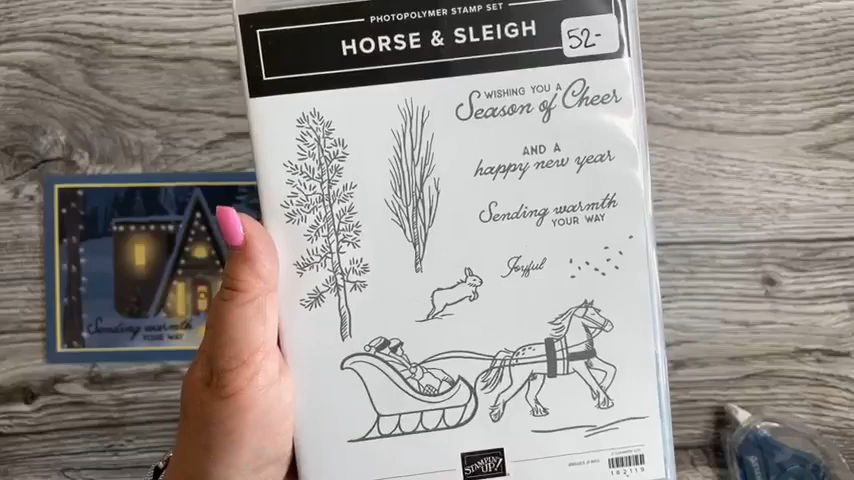 PHOTOPOLYMER STAMP SET
HORSE & SLEIGH
52-
WISHING YOU A
Season of Cheer
AND A
happy new year
Sending warmth
YOUR WAY
Joyful
Sending warmth
YOUR WAY
STAMPIN' UP!
162119